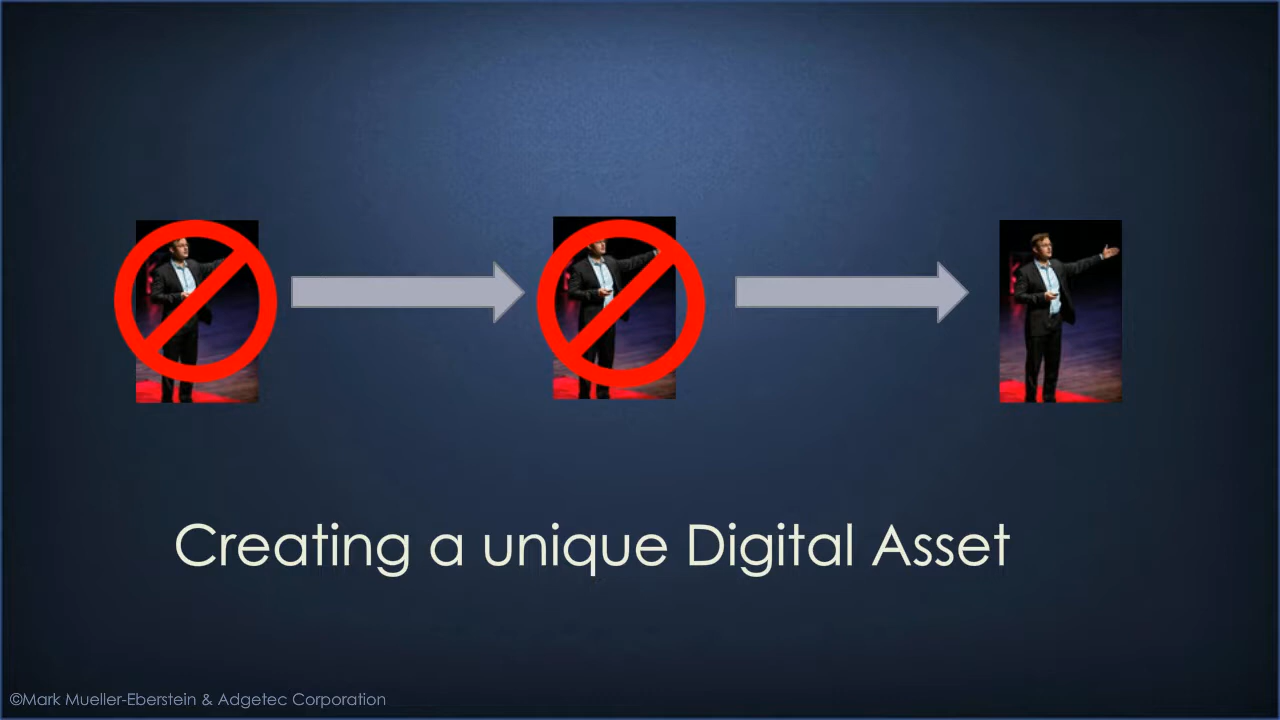 Creating a unique Digital Asset
©Mark Mueller-Eberstein & Adgetec Corporation